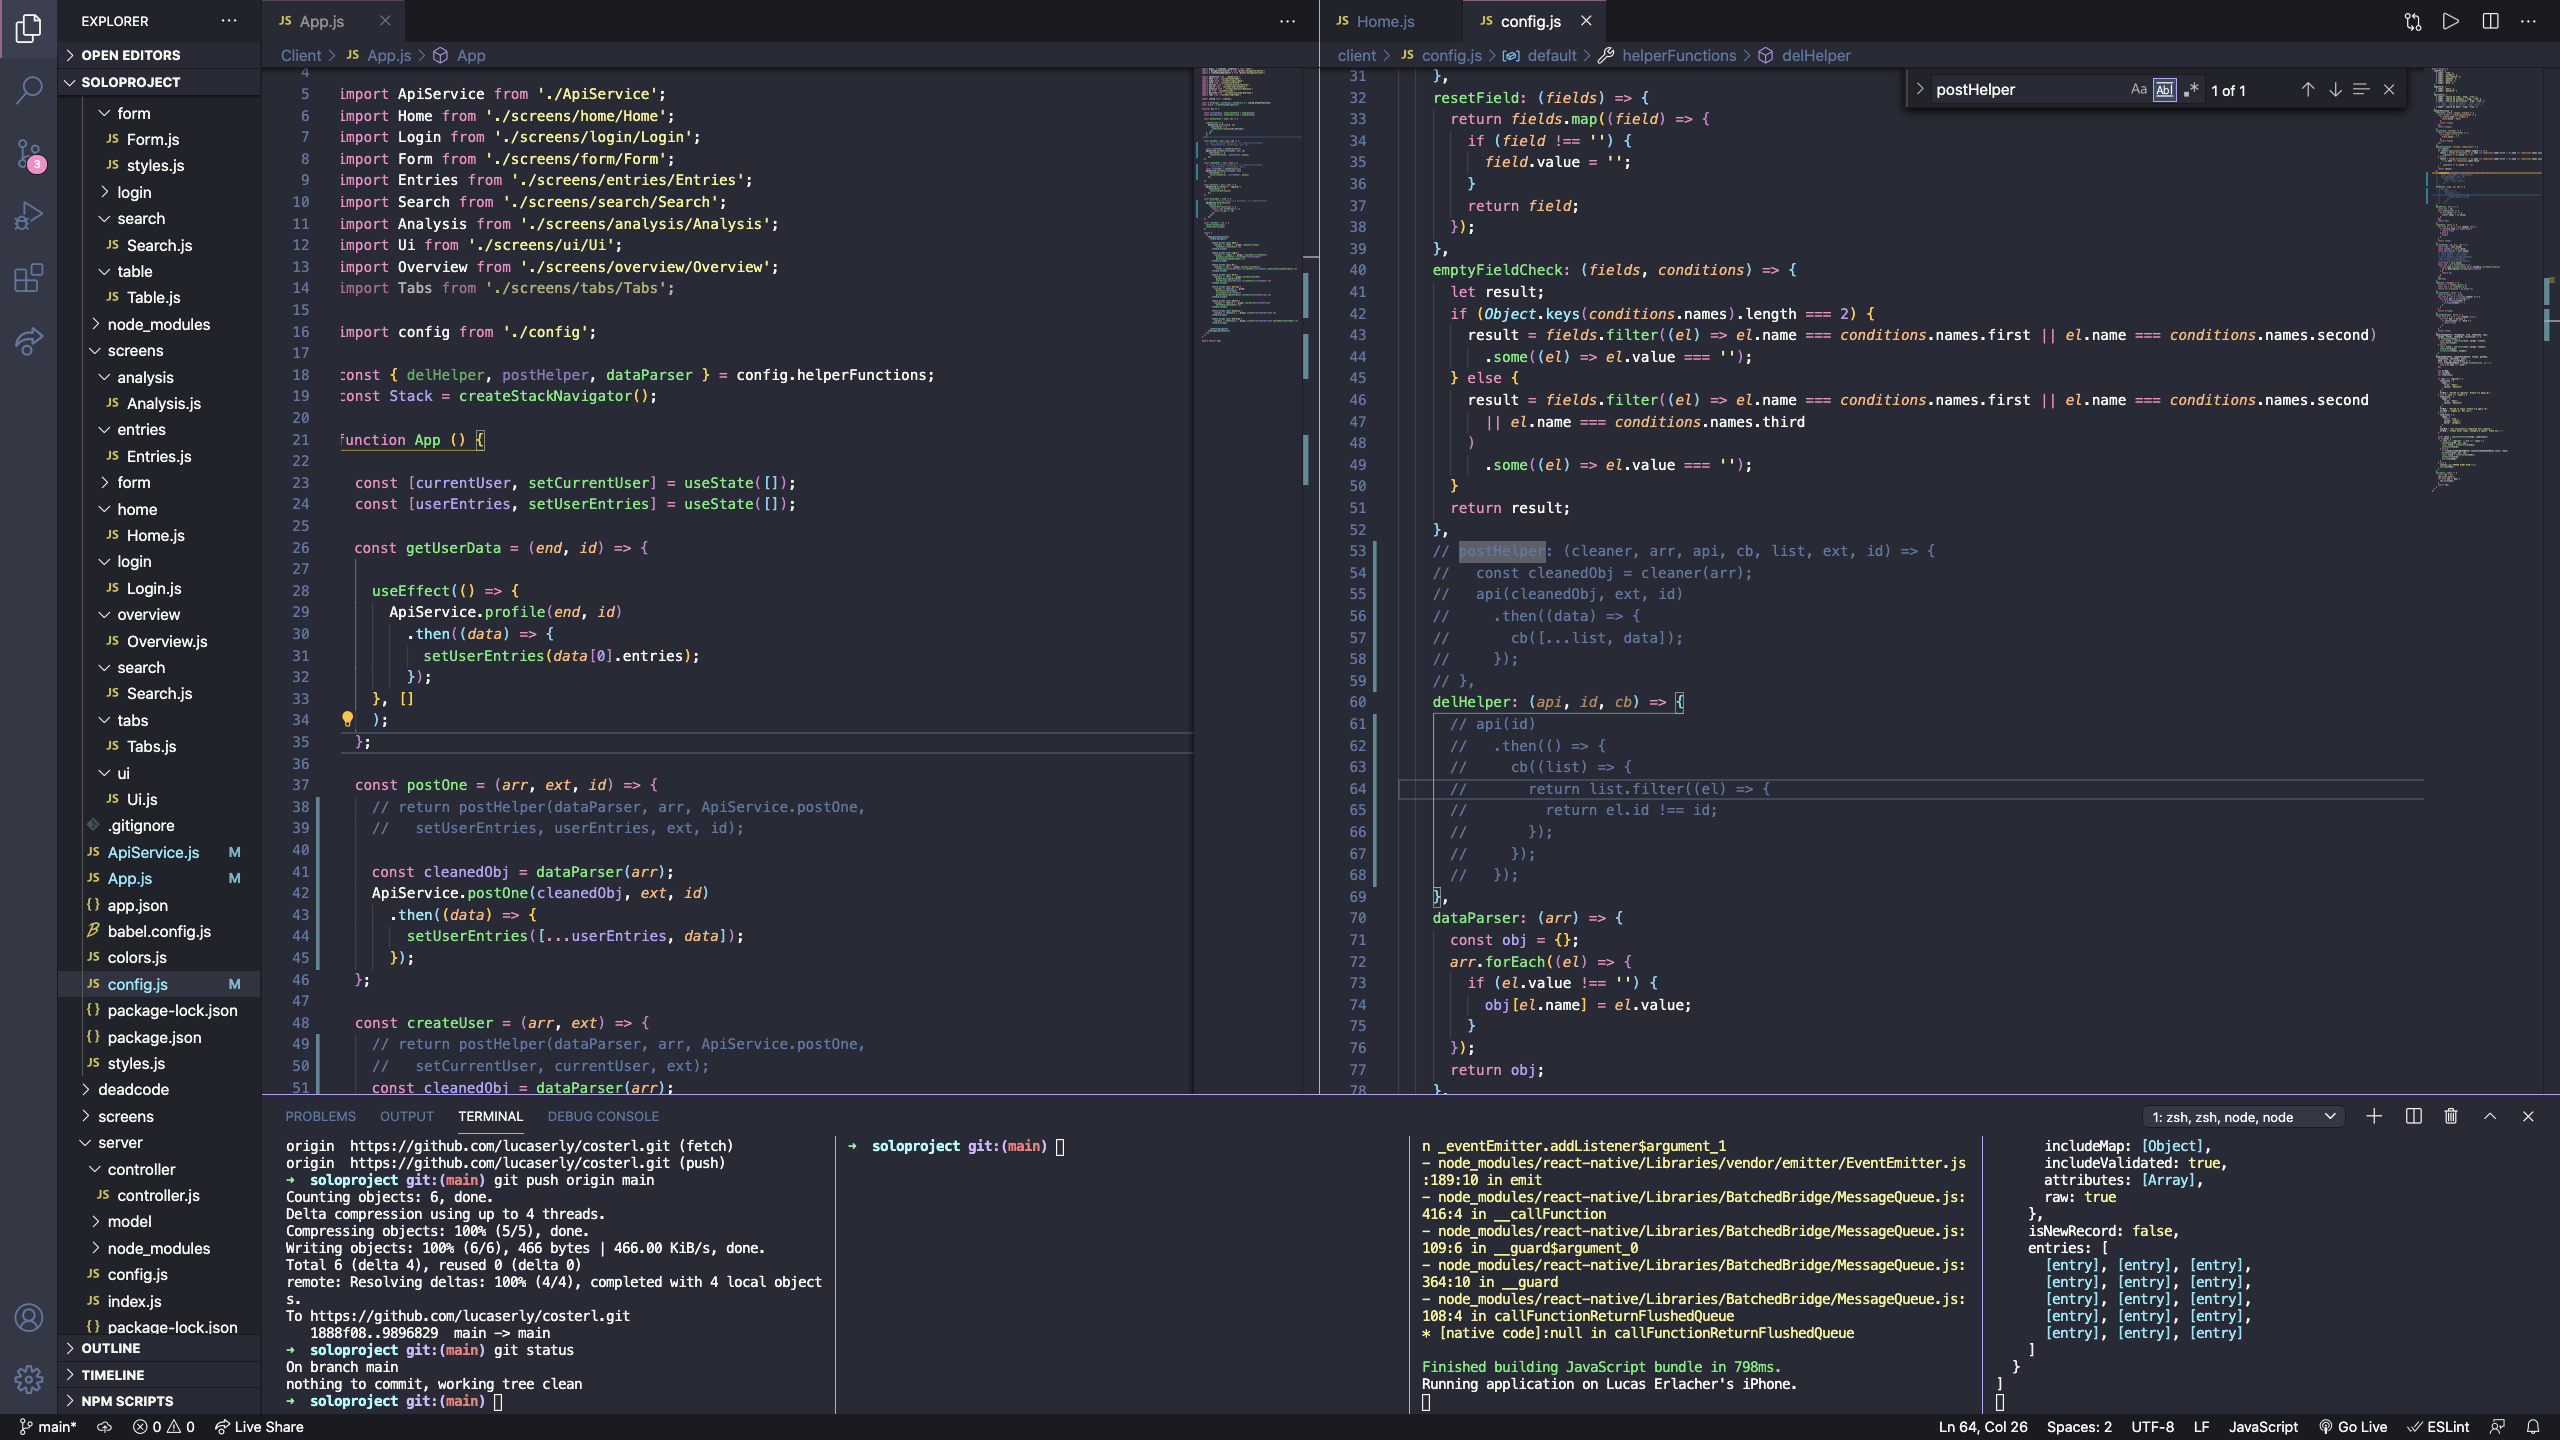 EXPLORER
OPEN EDITORS
SOLOPROJECT
form
JS Form.js
JS styles.js
login
search
JS Search.js
table
JS Table.js
node_modules
screens
analysis
JS Analysis.js
entries
JS Entries.js
form
home
JS Home.js
login
JS Login.js
overview
JS Overview.js
search
JS Search.js
tabs
JS Tabs.js
ui
JS Ui.js
.gitignore
JS ApiService.js M
JS App.js M
{} app.json
babel.config.js
JS colors.js
JS config.js M
{} package-lock.json
{} package.json
JS styles.js
deadcode
screens
server
controller
JS controller.js
model
node_modules
JS config.js
JS index.js
{} package-lock.json
OUTLINE
TIMELINE
NPM SCRIPTS
3
JS App.js
Client > JS App.js > App
4
5 import ApiService from './ApiService';
6 import Home from './screens/home/Home';
7 import Login from './screens/login/Login';
8 import Form from './screens/form/Form';
9 import Entries from './screens/entries/Entries';
10 import Search from './screens/search/Search';
11 import Analysis from './screens/analysis/Analysis';
12 import Ui from './screens/ui/Ui';
13 import Overview from './screens/overview/Overview';
14 import Tabs from './screens/tabs/Tabs';
15
16 import config from './config';
17
18 const { delHelper, postHelper, dataParser } = config.helperFunctions;
19 const Stack = createStackNavigator();
20
21 function App () {
22
23 const [currentUser, setCurrentUser] = useState([]);
24 const [userEntries, setUserEntries] = useState([]);
25
26 const getUserData = (end, id) => {
27
28 useEffect(() => {
29 ApiService.profile(end, id)
30 .then((data) => {
31 setUserEntries(data[0].entries);
32 });
33 }, []
34 );
35 };
36
37 const postOne = (arr, ext, id) => {
38 // return postHelper(dataParser, arr, ApiService.postOne,
39 // setUserEntries, userEntries, ext, id);
40
41 const cleanedObj = dataParser(arr);
42 ApiService.postOne(cleanedObj, ext, id)
43 .then((data) => {
44 setUserEntries([...userEntries, data]);
45 });
46 };
47
48 const createUser = (arr, ext) => {
49 // return postHelper(dataParser, arr, ApiService.postOne,
50 // setCurrentUser, currentUser, ext);
51 const cleanedObj = dataParser(arr);
JS Home.js
JS config.js
client > JS config.js > default > helperFunctions > delHelper
postHelper Aa Abl .* 1 of 1
31 },
32 resetField: (fields) => {
33 return fields.map((field) => {
34 if (field !== '') {
35 field.value = '';
36 }
37 return field;
38 });
39 },
40 emptyFieldCheck: (fields, conditions) => {
41 let result;
42 if (Object.keys(conditions.names).length === 2) {
43 result = fields.filter((el) => el.name === conditions.names.first || el.name === conditions.names.second)
44 .some((el) => el.value === '');
45 } else {
46 result = fields.filter((el) => el.name === conditions.names.first || el.name === conditions.names.second
47 || el.name === conditions.names.third
48 )
49 .some((el) => el.value === '');
50 }
51 return result;
52 },
53 // postHelper: (cleaner, arr, api, cb, list, ext, id) => {
54 // const cleanedObj = cleaner(arr);
55 // api(cleanedObj, ext, id)
56 // .then((data) => {
57 // cb([...list, data]);
58 // });
59 // },
60 delHelper: (api, id, cb) => {
61 // api(id)
62 // .then(() => {
63 // cb((list) => {
64 // return list.filter((el) => {
65 // return el.id !== id;
66 // });
67 // });
68 // });
69 },
70 dataParser: (arr) => {
71 const obj = {};
72 arr.forEach((el) => {
73 if (el.value !== '') {
74 obj[el.name] = el.value;
75 }
76 });
77 return obj;
78 },
PROBLEMS OUTPUT TERMINAL DEBUG CONSOLE
1: zsh, zsh, node, node
origin https://github.com/lucaserly/costerl.git (fetch)
origin https://github.com/lucaserly/costerl.git (push)
➜ soloproject git:(main) git push origin main
Counting objects: 6, done.
Delta compression using up to 4 threads.
Compressing objects: 100% (5/5), done.
Writing objects: 100% (6/6), 466 bytes | 466.00 KiB/s, done.
Total 6 (delta 4), reused 0 (delta 0)
remote: Resolving deltas: 100% (4/4), completed with 4 local object
s.
To https://github.com/lucaserly/costerl.git
1888f08..9896829 main -> main
➜ soloproject git:(main) git status
On branch main
nothing to commit, working tree clean
➜ soloproject git:(main)
➜ soloproject git:(main)
n _eventEmitter.addListener$argument_1
- node_modules/react-native/Libraries/vendor/emitter/EventEmitter.js
:189:10 in emit
- node_modules/react-native/Libraries/BatchedBridge/MessageQueue.js:
416:4 in __callFunction
- node_modules/react-native/Libraries/BatchedBridge/MessageQueue.js:
109:6 in __guard$argument_0
- node_modules/react-native/Libraries/BatchedBridge/MessageQueue.js:
364:10 in __guard
- node_modules/react-native/Libraries/BatchedBridge/MessageQueue.js:
108:4 in callFunctionReturnFlushedQueue
* [native code]:null in callFunctionReturnFlushedQueue
Finished building JavaScript bundle in 798ms.
Running application on Lucas Erlacher's iPhone.
includeMap: [Object],
includeValidated: true,
attributes: [Array],
raw: true
},
isNewRecord: false,
entries: [
[entry], [entry], [entry],
[entry], [entry], [entry],
[entry], [entry], [entry],
[entry], [entry], [entry],
[entry], [entry], [entry]
]
}
]
main* 0 0 Live Share
Ln 64, Col 26 Spaces: 2 UTF-8 LF JavaScript Go Live ESLint